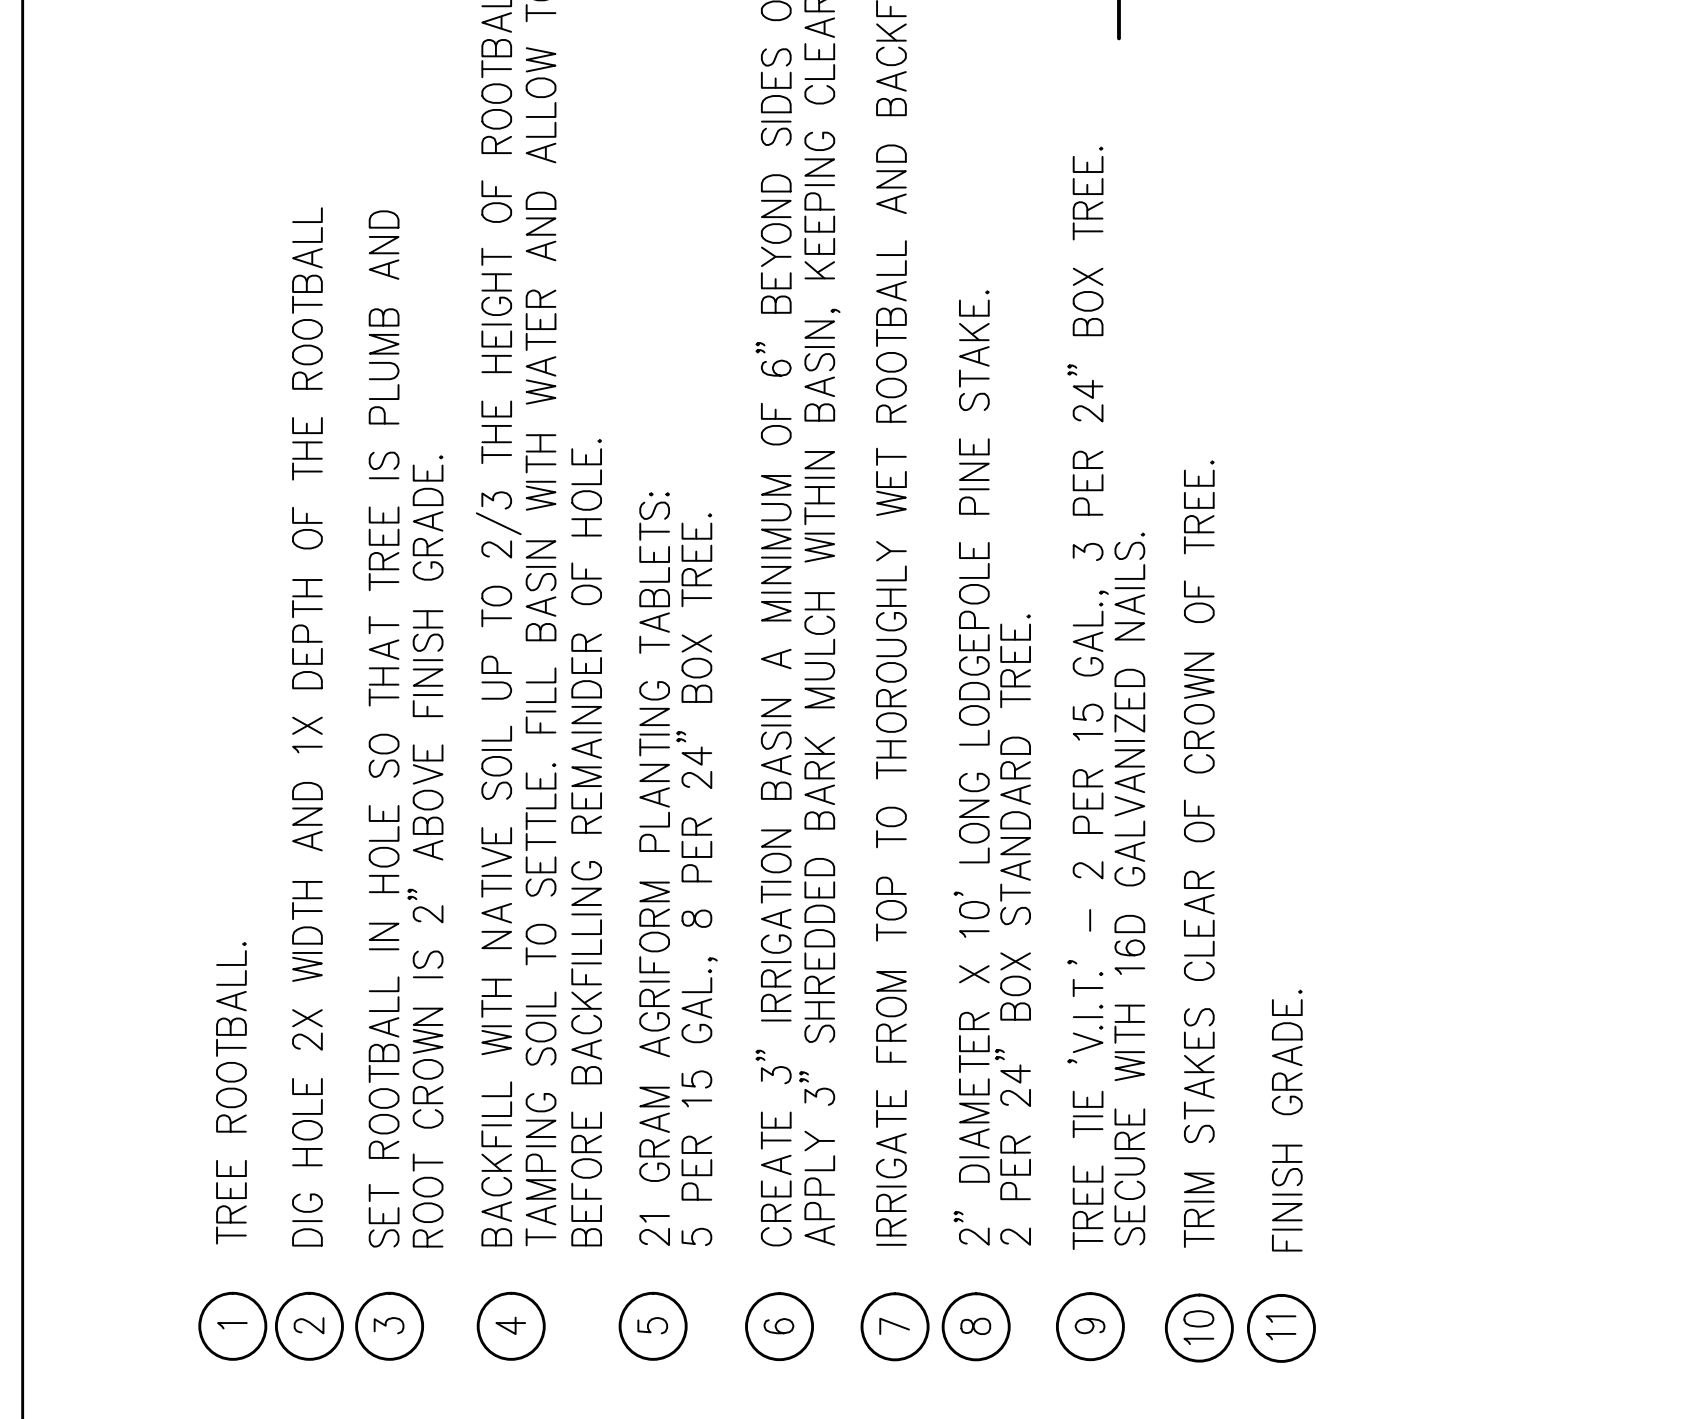 1 TREE ROOTBALL.
2 DIG HOLE 2X WIDTH AND 1X DEPTH OF THE ROOTBALL
3 SET ROOTBALL IN HOLE SO THAT TREE IS PLUMB AND
ROOT CROWN IS 2” ABOVE FINISH GRADE.
4 BACKFILL WITH NATIVE SOIL UP TO 2/3 THE HEIGHT OF
TAMPING SOIL TO SETTLE. FILL BASIN WITH WATER AND ALLOW
BEFORE BACKFILLING REMAINDER OF HOLE.
5 21 GRAM AGRIFORM PLANTING TABLETS:
5 PER 15 GAL., 8 PER 24” BOX TREE.
6 CREATE 3” IRRIGATION BASIN A MINIMUM OF 6” BEYOND SIDES
APPLY 3” SHREDDED BARK MULCH WITHIN BASIN, KEEPING
7 IRRIGATE FROM TOP TO THOROUGHLY WET ROOTBALL AND
8 2” DIAMETER X 10’ LONG LODGEPOLE PINE STAKE.
2 PER 24” BOX STANDARD TREE.
9 TREE TIE ’V.I.T.’ – 2 PER 15 GAL., 3 PER 24” BOX TREE.
SECURE WITH 16D GALVANIZED NAILS.
10 TRIM STAKES CLEAR OF CROWN OF TREE.
11 FINISH GRADE.